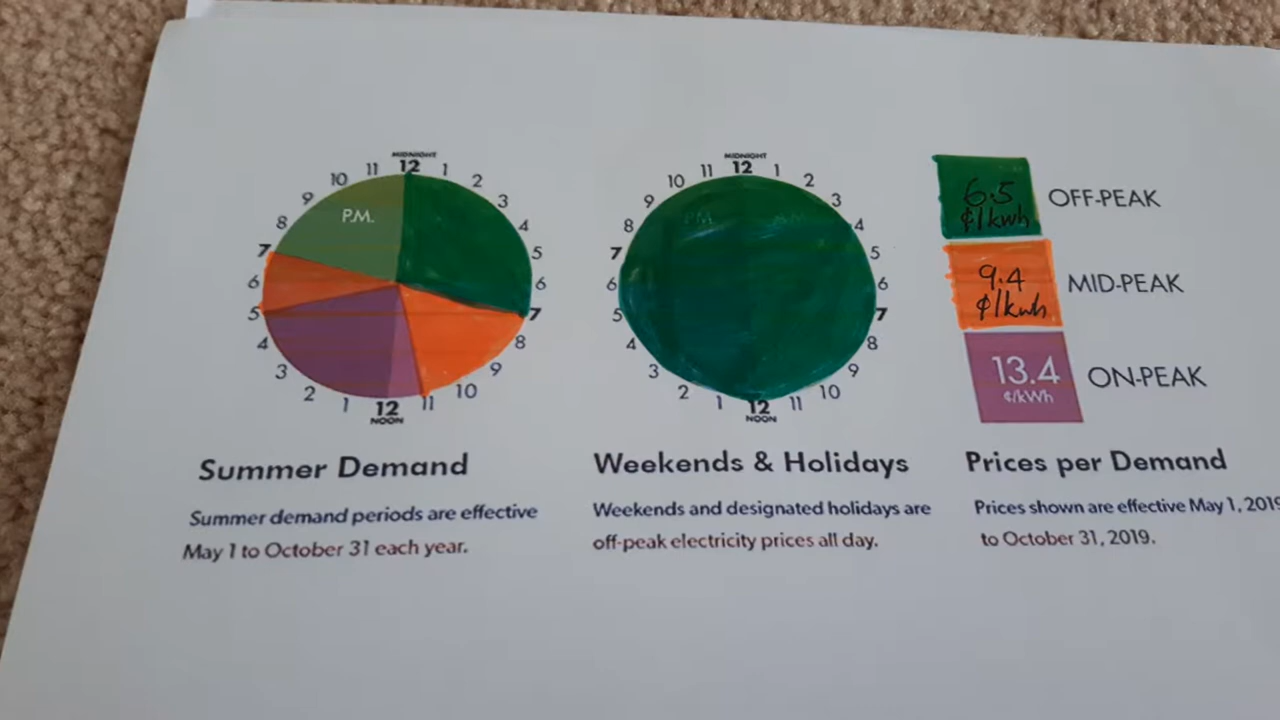 MIDNIGHT
12
1
2
3
4
5
6
7
8
9
10
11
12
NOON
1
2
3
4
5
6
7
8
9
10
11
P.M.
Summer Demand
Summer demand periods are effective
May 1 to October 31 each year.
MIDNIGHT
12
1
2
3
4
5
6
7
8
9
10
11
12
NOON
1
2
3
4
5
6
7
8
9
10
11
P.M.
A.M.
Weekends & Holidays
Weekends and designated holidays are
off-peak electricity prices all day.
6.5
¢/kwh
OFF-PEAK
9.4
¢/kwh
MID-PEAK
13.4
¢/kWh
ON-PEAK
Prices per Demand
Prices shown are effective May 1, 2019
to October 31, 2019.